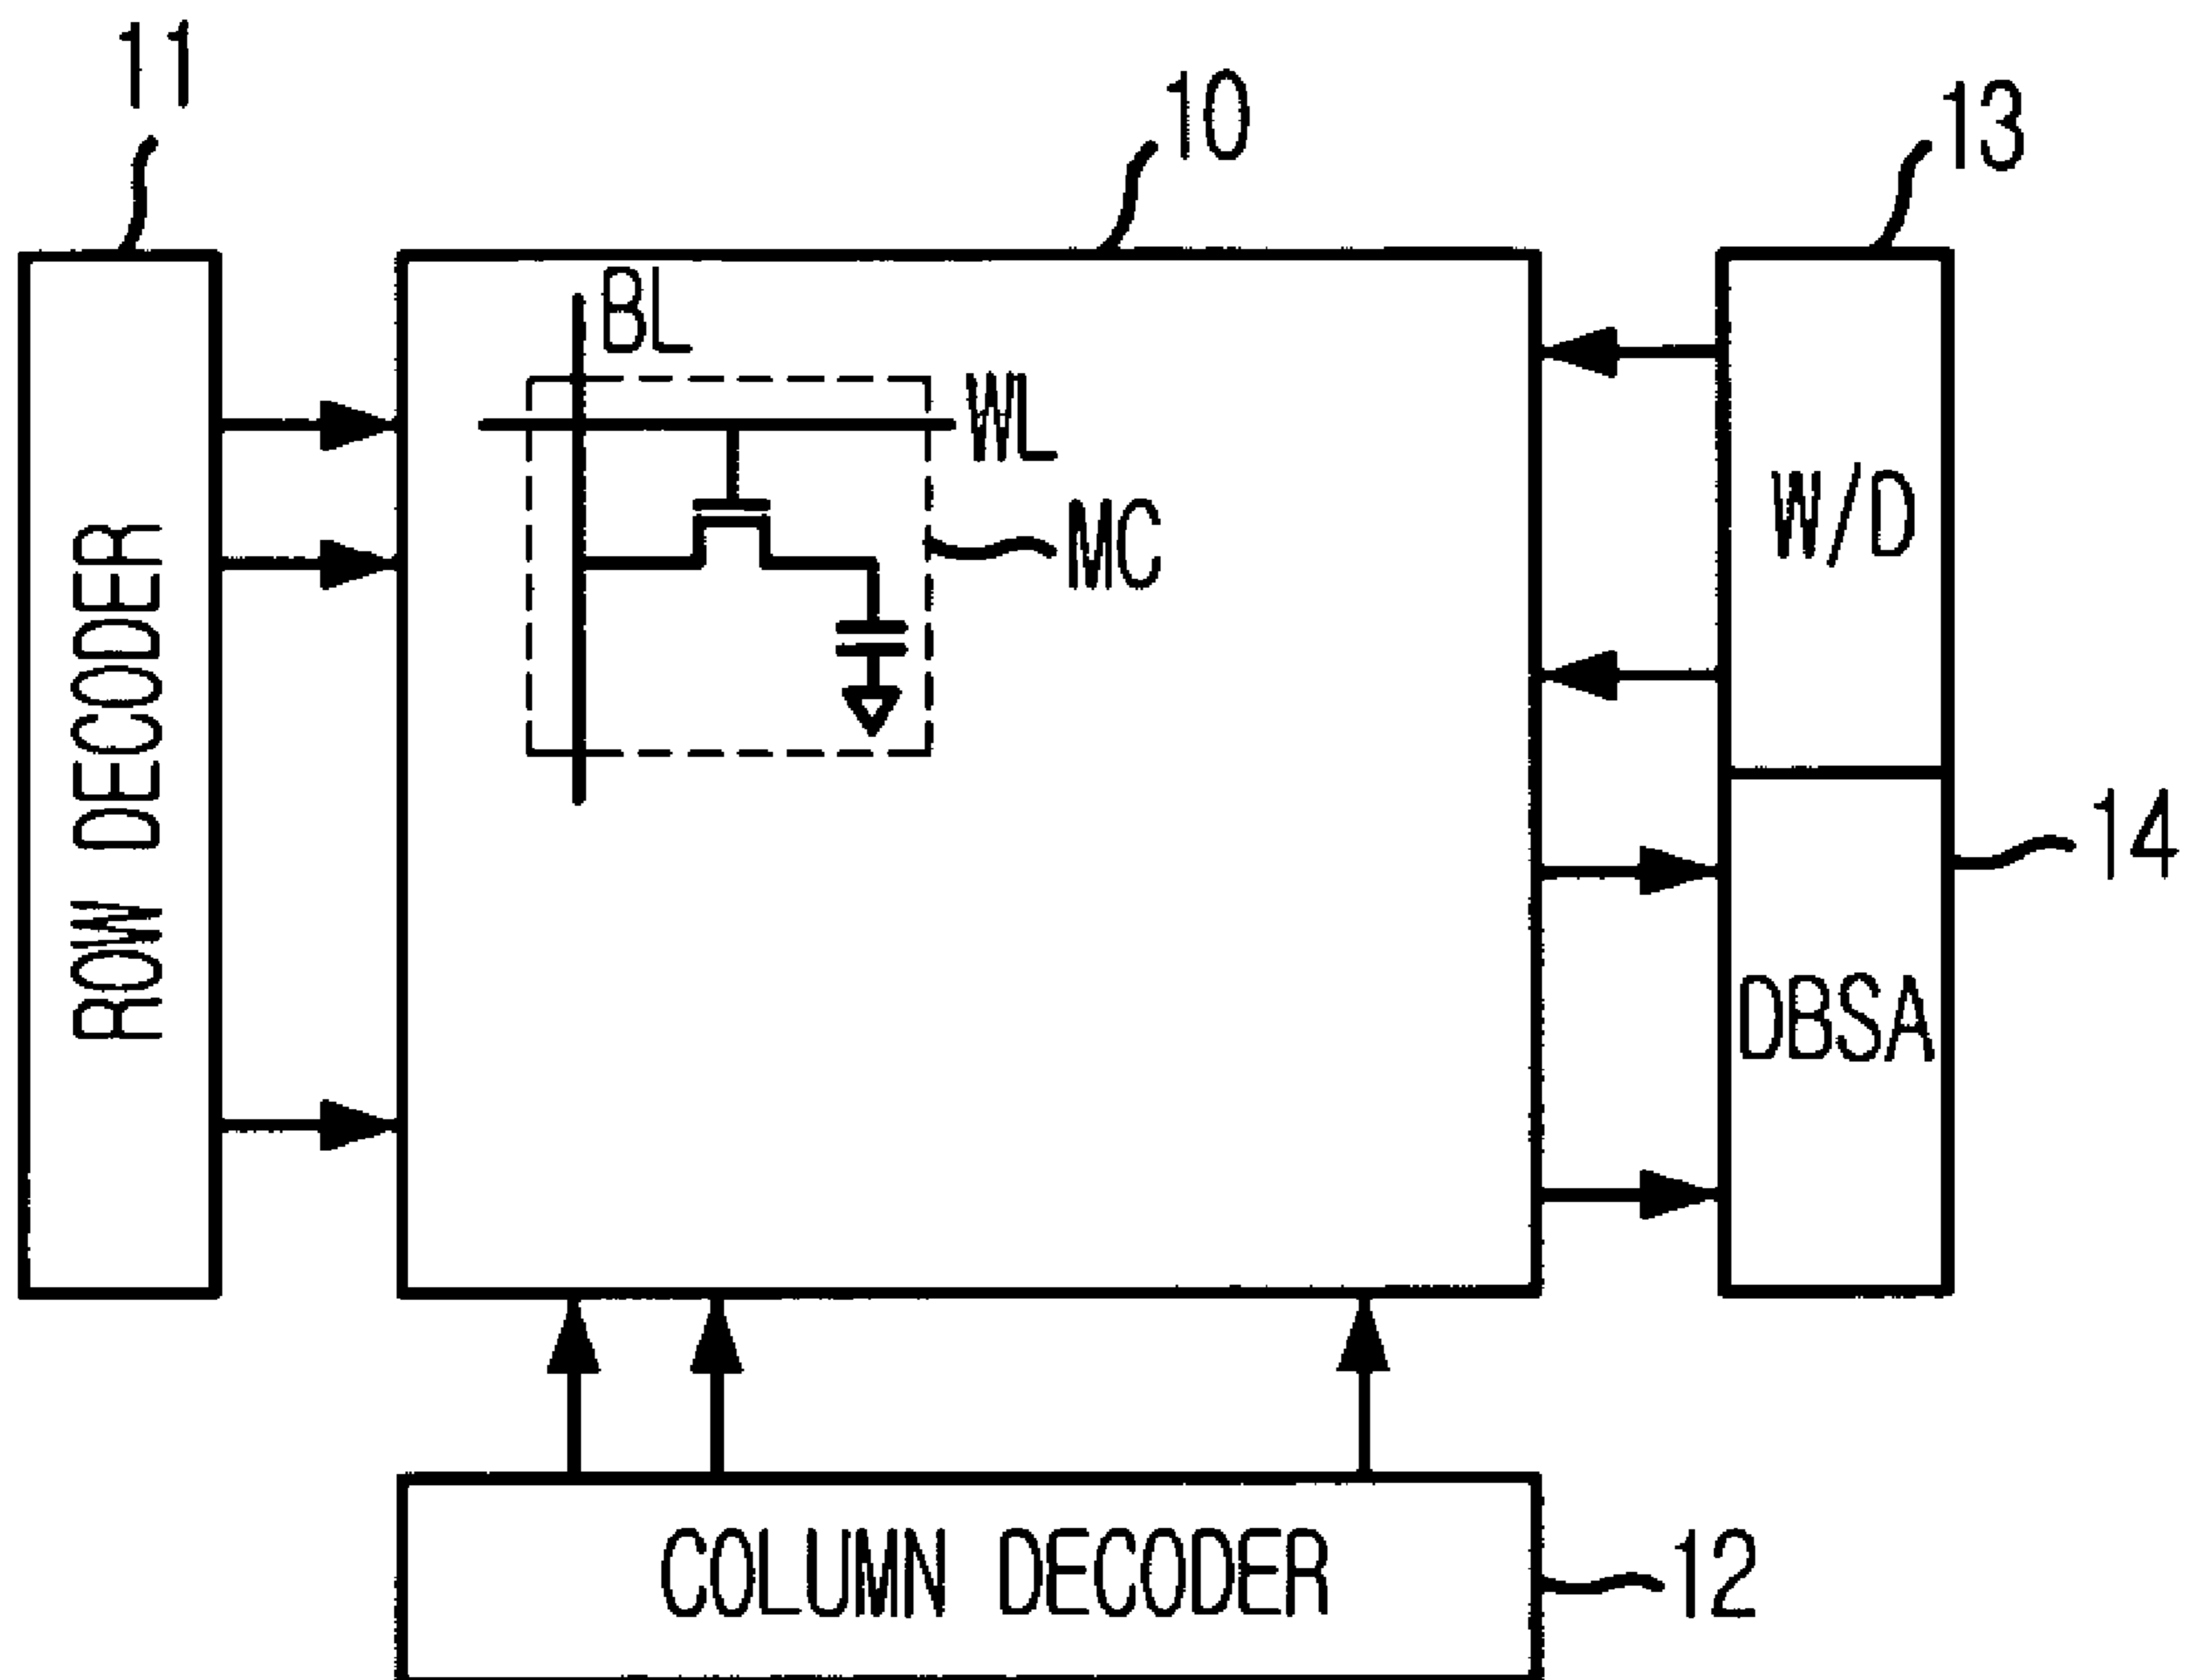 11
10
13
BL
WL
MC
W/D
ROW DECODER
14
DBSA
COLUMN DECODER
12